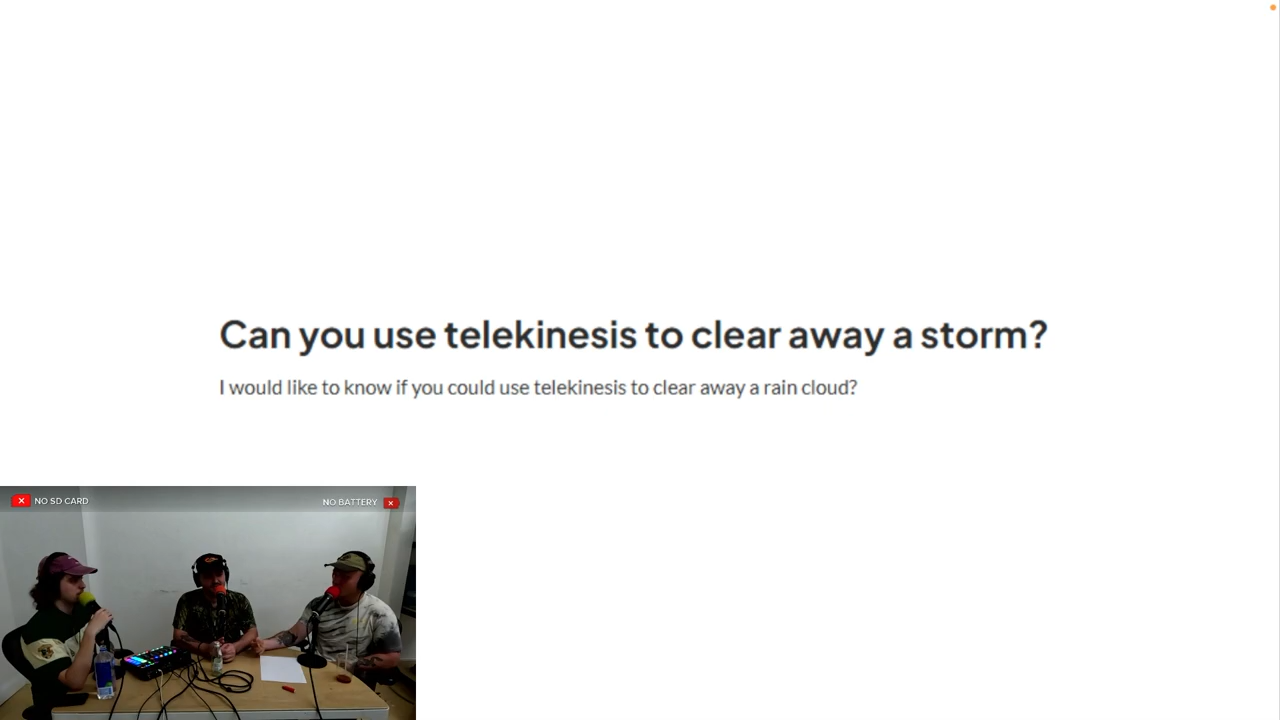 Can you use telekinesis to clear away a storm?
I would like to know if you could use telekinesis to clear away a rain cloud?
NO SD CARD
NO BATTERY